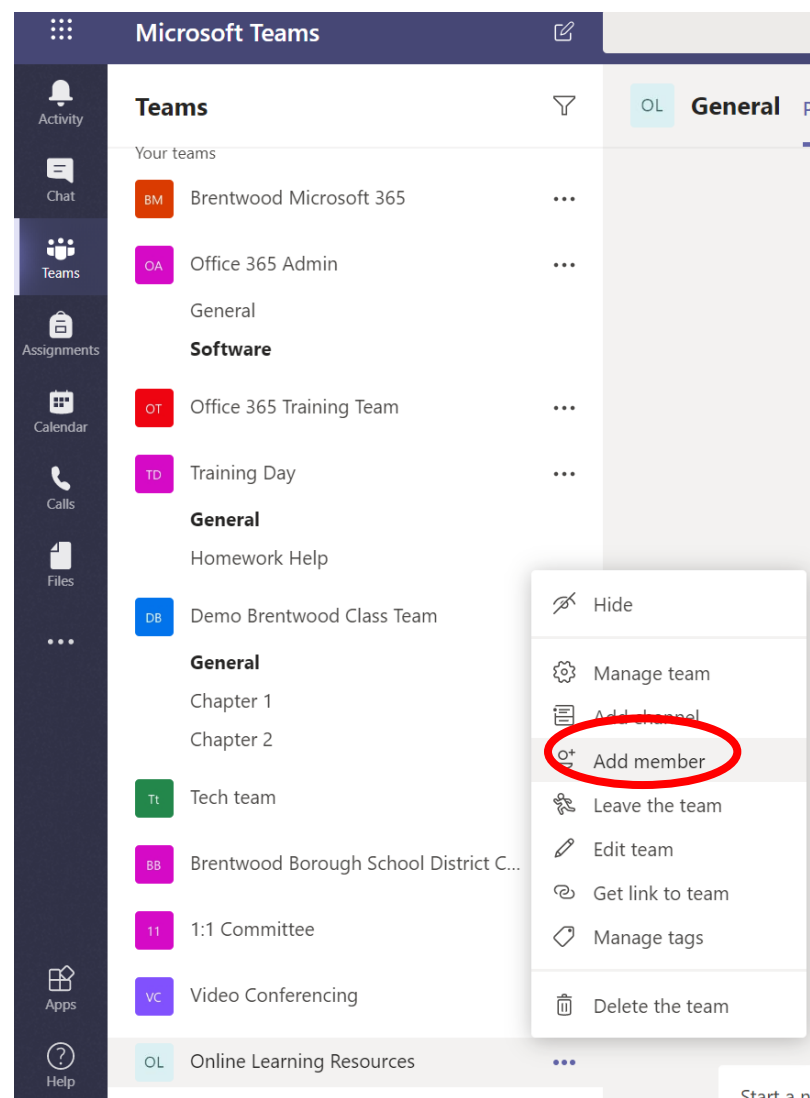 Microsoft Teams
Activity
Chat
Teams
Assignments
Calendar
Calls
Files
Apps
Help
Teams
Your teams
BM Brentwood Microsoft 365
OA Office 365 Admin
General
Software
OT Office 365 Training Team
TD Training Day
General
Homework Help
DB Demo Brentwood Class Team
General
Chapter 1
Chapter 2
Tt Tech team
BB Brentwood Borough School District C...
11 1:1 Committee
VC Video Conferencing
OL Online Learning Resources
OL General
Hide
Manage team
Add channel
Add member
Leave the team
Edit team
Get link to team
Manage tags
Delete the team
Start a